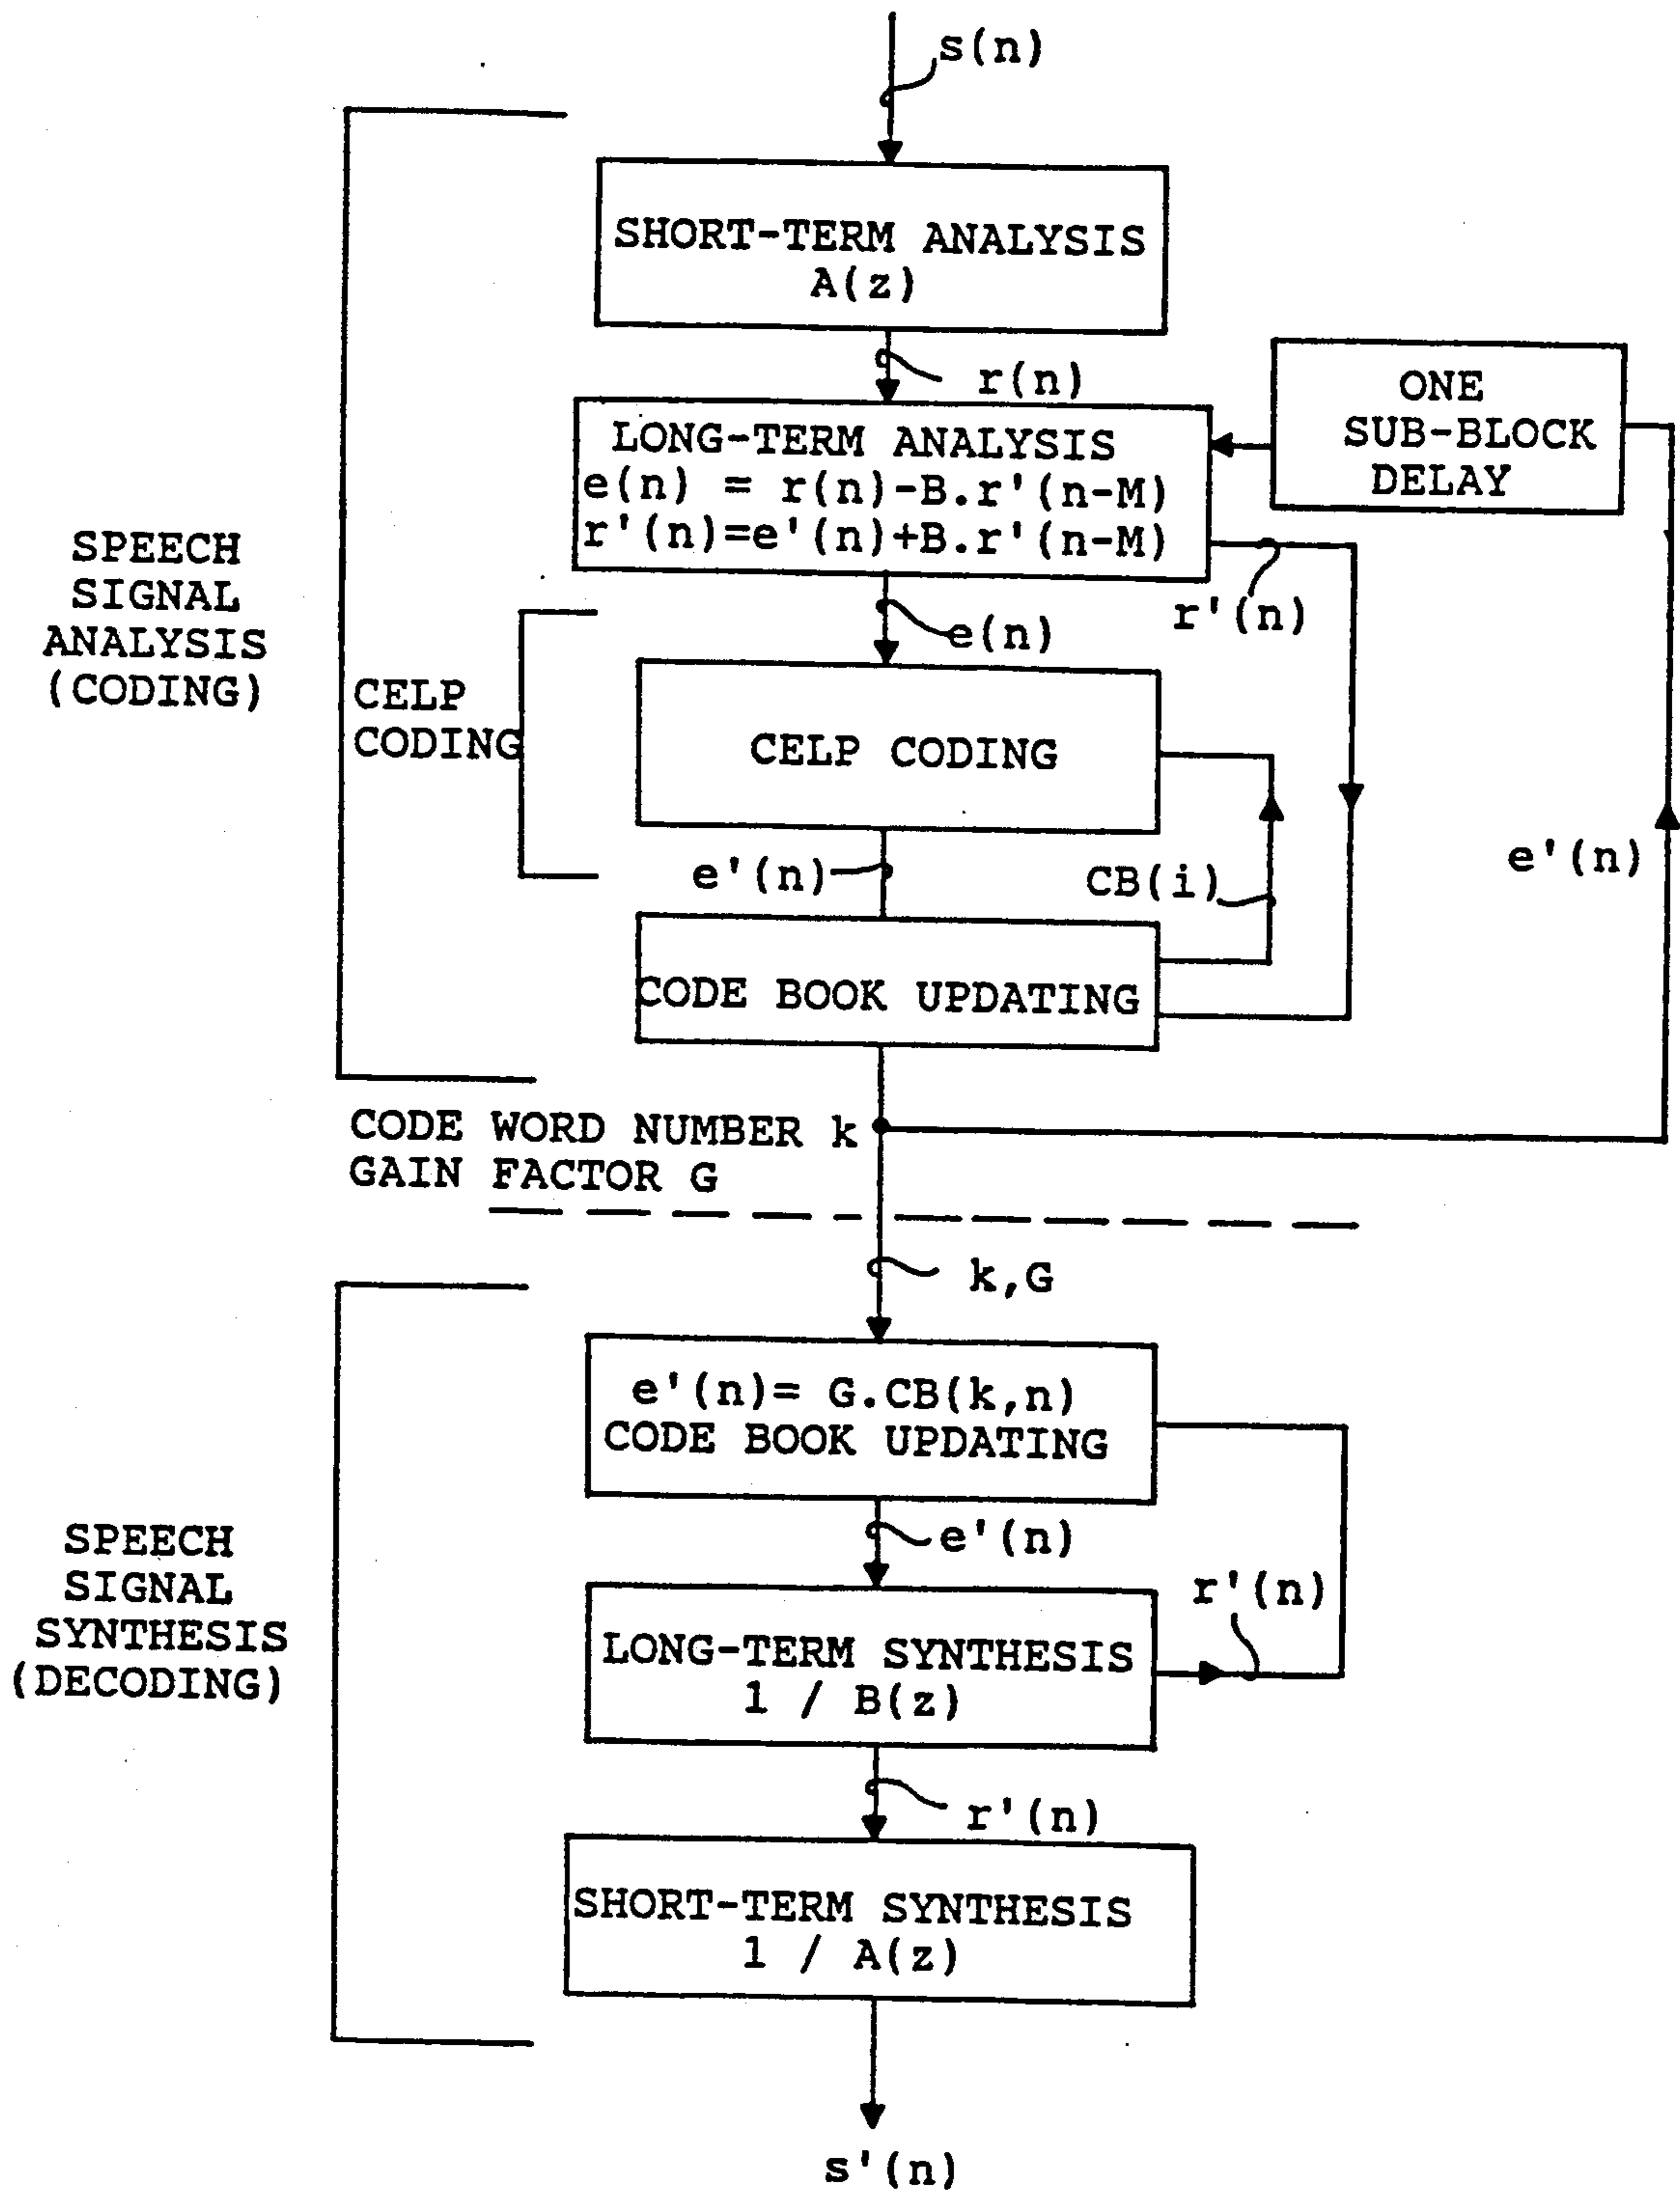 s(n)
SHORT-TERM ANALYSIS
A(z)
r(n)
ONE
SUB-BLOCK
DELAY
LONG-TERM ANALYSIS
e(n) = r(n)-B.r'(n-M)
r'(n)=e'(n)+B.r'(n-M)
r'(n)
e(n)
SPEECH
SIGNAL
ANALYSIS
(CODING)
CELP
CODING
CELP CODING
e'(n)
CB(i)
e'(n)
CODE BOOK UPDATING
CODE WORD NUMBER k
GAIN FACTOR G
k,G
e'(n)= G.CB(k,n)
CODE BOOK UPDATING
e'(n)
r'(n)
SPEECH
SIGNAL
SYNTHESIS
(DECODING)
LONG-TERM SYNTHESIS
1 / B(z)
r'(n)
SHORT-TERM SYNTHESIS
1 / A(z)
s'(n)